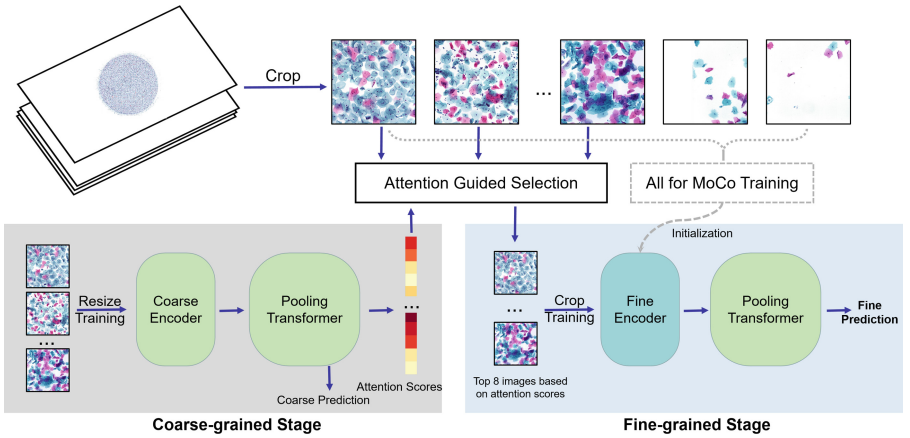 Crop
...
Attention Guided Selection
All for MoCo Training
Initialization
Resize
Training
...
Coarse
Encoder
Pooling
Transformer
...
Attention Scores
Coarse Prediction
Coarse-grained Stage
...
Top 8 images based
on attention scores
Crop
Training
Fine
Encoder
Pooling
Transformer
Fine
Prediction
Fine-grained Stage